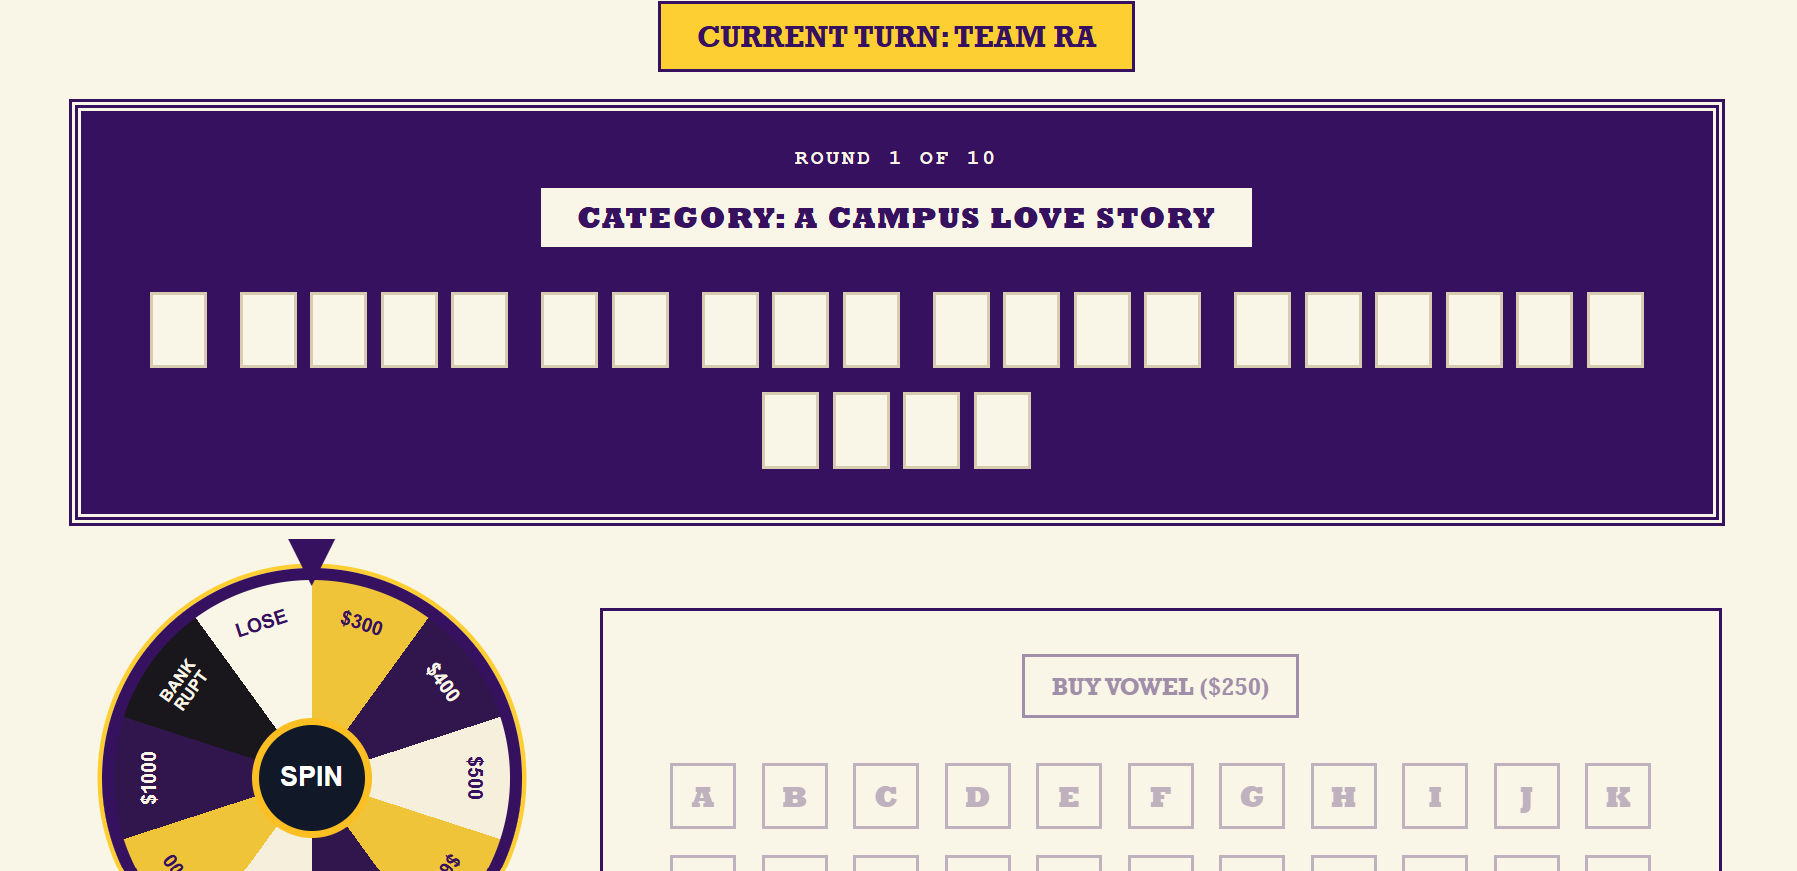 CURRENT TURN: TEAM RA
ROUND 1 OF 10
CATEGORY: A CAMPUS LOVE STORY
LOSE
$300
BANK
RUPT
$400
$1000
SPIN
$500
BUY VOWEL ($250)
A B C D E F G H I J K